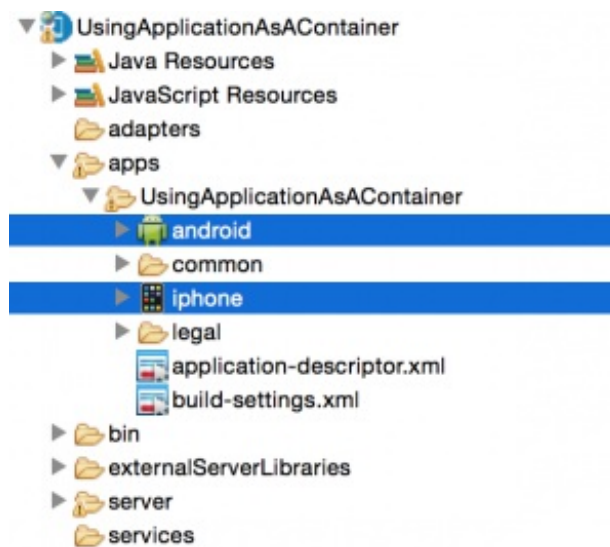 UsingApplicationAsAContainer
Java Resources
JavaScript Resources
adapters
apps
UsingApplicationAsAContainer
android
common
iphone
legal
application-descriptor.xml
build-settings.xml
bin
externalServerLibraries
server
services